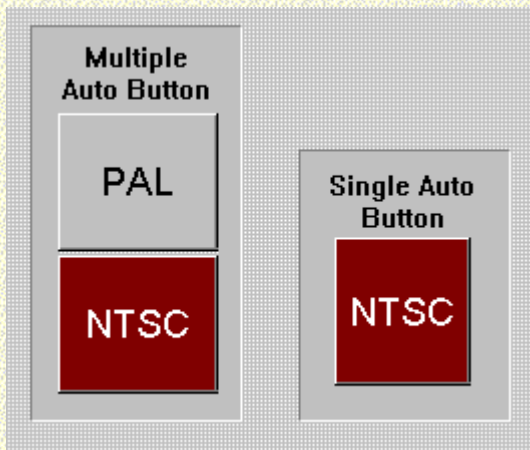 Multiple
Auto Button
PAL
NTSC
Single Auto
Button
NTSC